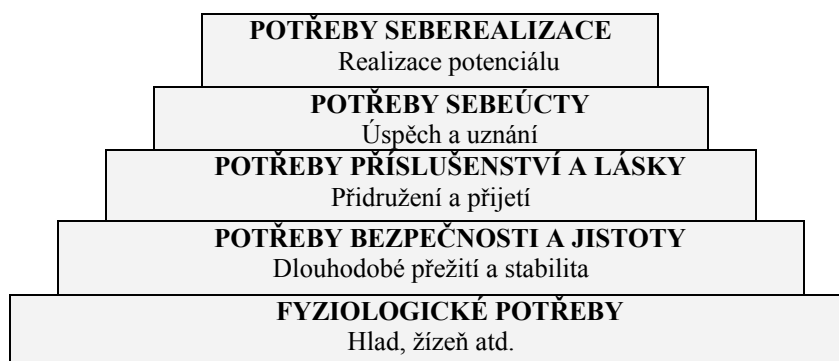 POTŘEBY SEBEREALIZACE
Realizace potenciálu
POTŘEBY SEBEÚCTY
Úspěch a uznání
POTŘEBY PŘÍSLUŠENSTVÍ A LÁSKY
Přidružení a přijetí
POTŘEBY BEZPEČNOSTI A JISTOTY
Dlouhodobé přežití a stabilita
FYZIOLOGICKÉ POTŘEBY
Hlad, žízeň atd.